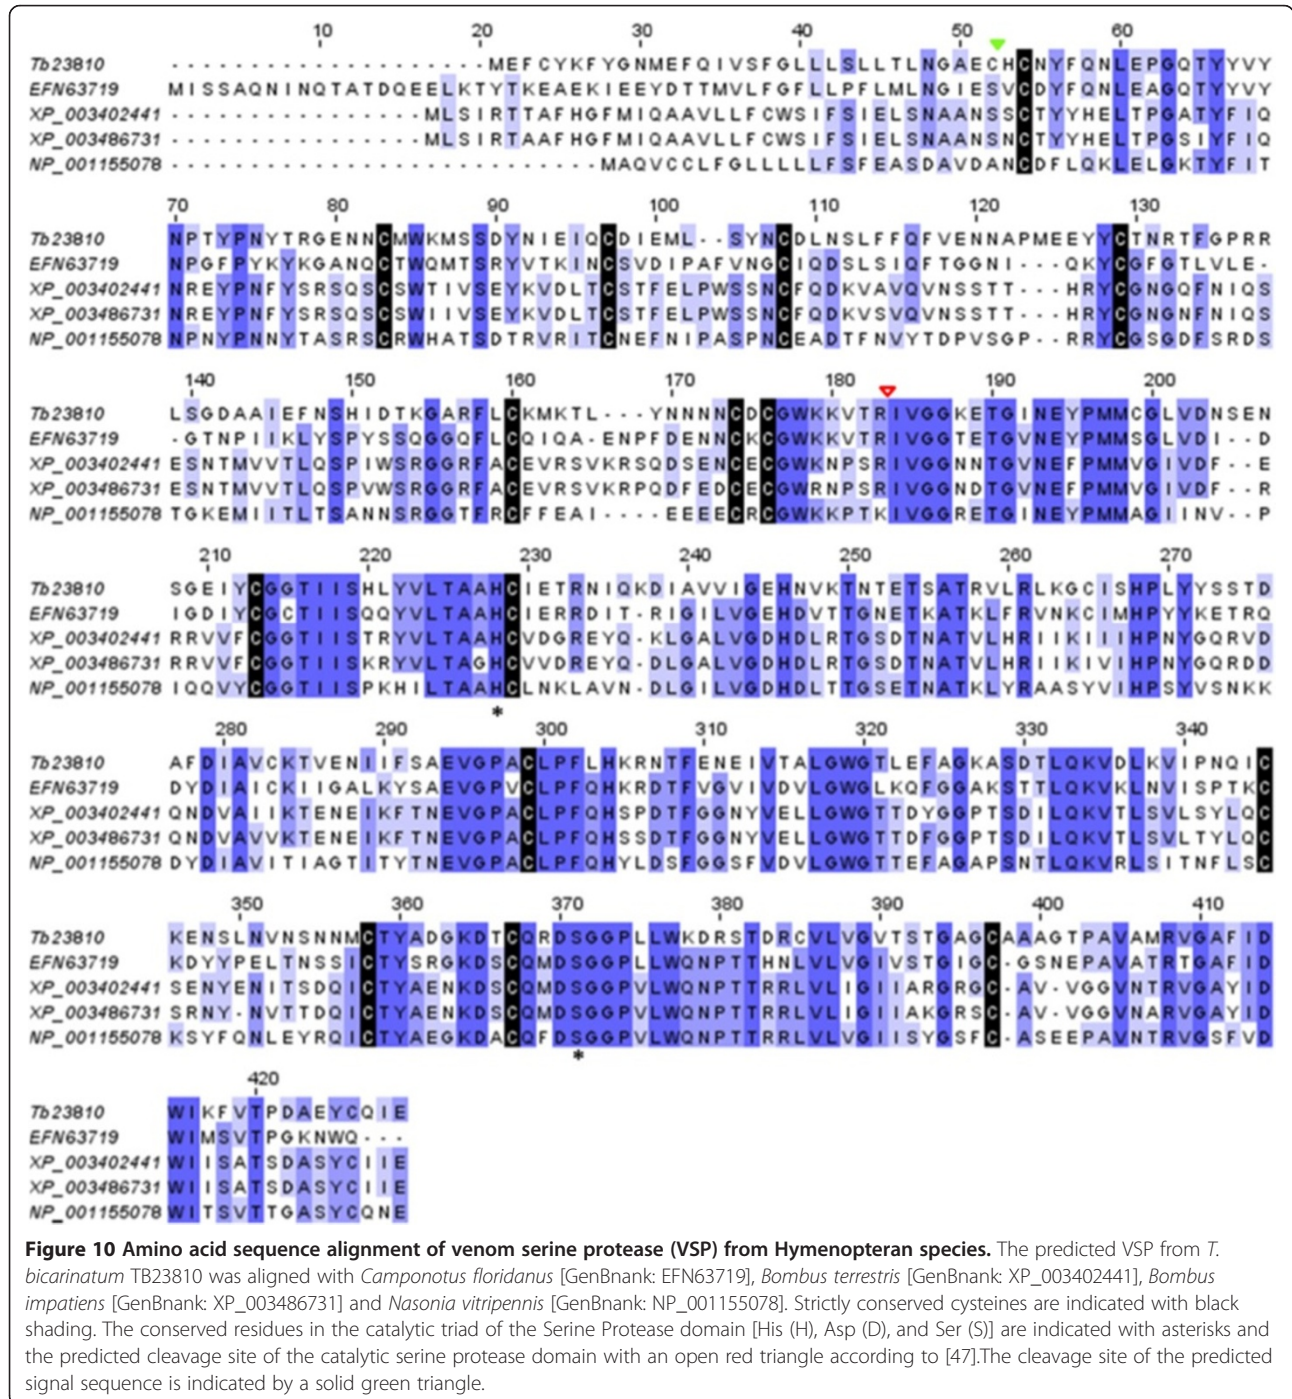 10 20 30 40 50 60
Tb23810 --------------------MEFCYKFYGNMEFQIVSFGLLLSLLTLNGAECHCNYFQNLEPGQTYYVY
EFN63719 MISSAQNINQTATDQEELKTYTKEAEKIEEYDTTMVLFGFLLPFLMLNGIESVCDYFQNLEAGQTYYVY
XP_003402441 ----------------MLSIRTTAFHGFMIQAAVLLFCWSIFSIELSNAANSSCTYYHELTPGATYFIQ
XP_003486731 ----------------MLSIRTAAFHGFMIQAAVLLFCWSIFSIELSNAANSNCTYYHELTPGSIYFIQ
NP_001155078 ---------------------------MAQVCCLFGLLLLLLFSFEASDAVDANCDFLQKLELGKTYFIT
70 80 90 100 110 120 130
Tb23810 NPTYPNYTRGENNCMWKMSSDYNIEIQCDIEML--SYNCDLNSLFFQFVENNAPMEEYYCTNRTFGPRR
EFN63719 NPGFPYKYKGANQCTWQMTSRYVTKINCSVDIPAFVNGCIQDSLSIQFTGGNI---QKYCGFGTLVLE-
XP_003402441 NREYPNFYSRSQSCSWTIVSEYKVDLTCSTFELPWSSNCFQDKVAVQVNSSTT---HRYCGNGQFNIQS
XP_003486731 NREYPNFYSRSQSCSWIIVSEYKVDLTCSTFELPWSSNCFQDKVSVQVNSSTT---HRYCGNGNFNIQS
NP_001155078 NPNYPNNYTASRSCRWHATSDTRVRITCNEFNIPASPNCEADTFNVYTDPVSGP--RRYCGSGDFSRDS
140 150 160 170 180 190 200
Tb23810 LSGDAAIEFNSHIDTKGARFLCKMKTL---YNNNNCDCGWKKVTRIVGGKETGINEYPMMCGLVDNSEN
EFN63719 -GTNPIIKLYSPYSSQGGQFLCQIQA-ENPFDENNCKCGWKKVTRIVGGTETGVNEYPMMSGLVDI--D
XP_003402441 ESNTMVVTLQSPIWSRGGRFACEVRSVKRSQDSENCECGWKNPSRIVGGNNTGVNEFPMMVGIVDF--E
XP_003486731 ESNTMVVTLQSPVWSRGGRFACEVRSVKRPQDFEDCECGWRNPSRIVGGNDTGVNEFPMMVGIVDF--R
NP_001155078 TGKEMIITLTSANNSRGGTFRCFFEAI----EEEECRCGWKKPTKIVGGRETGINEYPMMAGIINV--P
210 220 230 240 250 260 270
Tb23810 SGEIYCGGTIISHLYVLTAAHCIETRNIQKDIAVVIGEHNVKTNTETSATRVLRLKGCISHPLYYSSTD
EFN63719 IGDIYCGCTIISQQYVLTAAHCIERRDIT-RIGILVGEHDVTTGNETKATKLFRVNKCIMHPYYKETRQ
XP_003402441 RRVVFCGGTIISTRYVLTAAHCVDGREYQ-KLGALVGDHDLRTGSDTNATVLHRIIKIIIHPNYGQRVD
XP_003486731 RRVVFCGGTIISKRYVLTAGHCVVDREYQ-DLGALVGDHDLRTGSDTNATVLHRIIKIVIHPNYGQRDD
NP_001155078 IQQVYCGGTIISPKHILTAAHCLNKLAVN-DLGILVGDHDLTTGSETNATKLYRAASYVIHPSYVSNKK
*
280 290 300 310 320 330 340
Tb23810 AFDIAVCKTVENIIFSAEVGPACLPFLHKRNTFENEIVTALGWGTLEFAGKASDTLQKVDLKVIPNQIC
EFN63719 DYDIAICKIIGALKYSAEVGPVCLPFQHKRDTFVGVIVDVLGWGLKQFGGAKSTTLQKVKLNVISPTKC
XP_003402441 QNDVALIKTENEIKFTNEVGPACLPFQHSPDTFGGNYVELLGWGTTDYGGPTSDILQKVTLSVLSYLQC
XP_003486731 QNDVAVVKTENEIKFTNEVGPACLPFQHSSDTFGGNYVELLGWGTTDFGGPTSDILQKVTLSVLTYLQC
NP_001155078 DYDIAVITIAGTITYTNEVGPACLPFQHYLDSFGGSFVDVLGWGTTEFAGAPSNTLQKVRLSITNFLSC
350 360 370 380 390 400 410
Tb23810 KENSLNVNSNNMCTYADGKDTCQRDSGGPLLWKDRSTDRCVLVGVTSTGAGCAAAGTPAVAMRVGAFID
EFN63719 KDYYPELTNSSICTYSRGKDSCQMDSGGPLLWQNPTTHNLVLVGIVSTGIGC-GSNEPAVATRTGAFID
XP_003402441 SENYENITSDQICTYAENKDSCQMDSGGPVLWQNPTTRRLVLIGIIARGRGC-AV-VGGVNTRVGAYID
XP_003486731 SRNY-NVTTDQICTYAENKDSCQMDSGGPVLWQNPTTRRLVLIGIIAKGRSC-AV-VGGVNARVGAYID
NP_001155078 KSYFQNLEYRQICTYAEGKDACQFDSGGPVLWQNPTTRRLVLVGIISYGSFC-ASEEPAVNTRVGSFVD
*
420
Tb23810 WIKFVTPDAEYCQIE
EFN63719 WIMSVTPGKNWQ---
XP_003402441 WIISATSDASYCIIE
XP_003486731 WIISATSDASYCIIE
NP_001155078 WITSVTTGASYCQNE
Figure 10 Amino acid sequence alignment of venom serine protease (VSP) from Hymenopteran species. The predicted VSP from T.
bicarinatum TB23810 was aligned with Camponotus floridanus [GenBnank: EFN63719], Bombus terrestris [GenBnank: XP_003402441], Bombus
impatiens [GenBnank: XP_003486731] and Nasonia vitripennis [GenBnank: NP_001155078]. Strictly conserved cysteines are indicated with black
shading. The conserved residues in the catalytic triad of the Serine Protease domain [His (H), Asp (D), and Ser (S)] are indicated with asterisks and
the predicted cleavage site of the catalytic serine protease domain with an open red triangle according to [47].The cleavage site of the predicted
signal sequence is indicated by a solid green triangle.